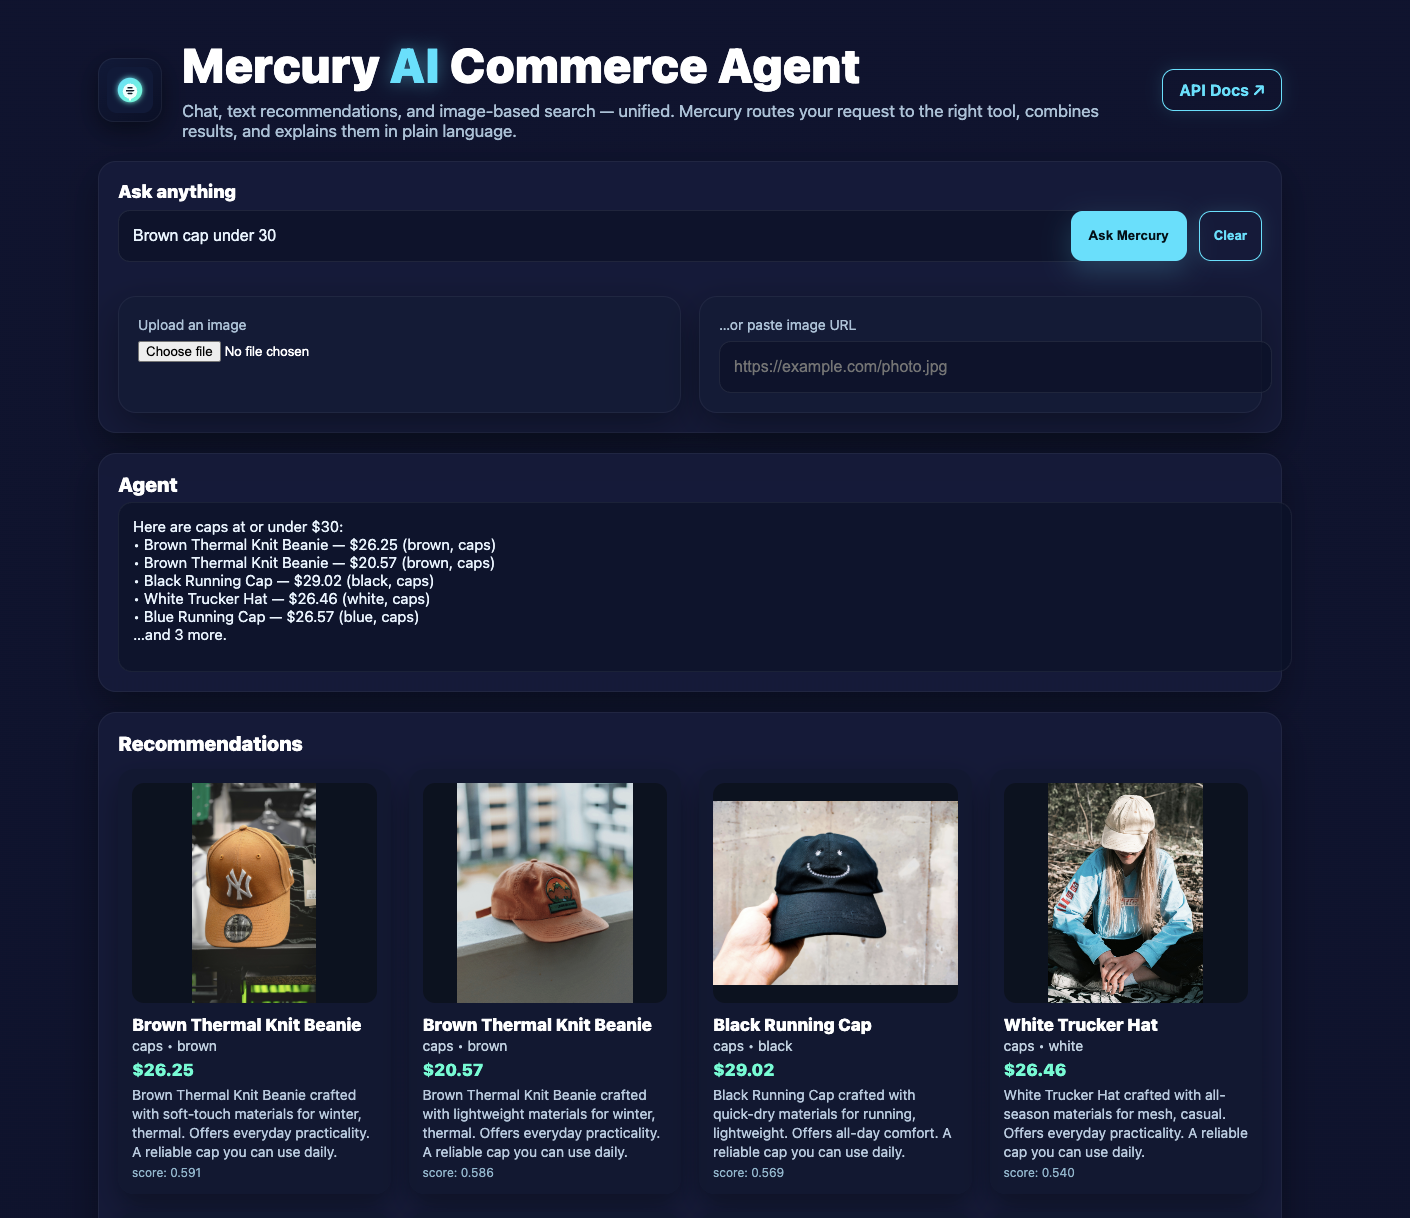 Mercury AI Commerce Agent
Chat, text recommendations, and image-based search — unified. Mercury routes your request to the right tool, combines
results, and explains them in plain language.
API Docs ↗
Ask anything
Brown cap under 30
Ask Mercury
Clear
Upload an image
Choose file No file chosen
...or paste image URL
https://example.com/photo.jpg
Agent
Here are caps at or under $30:
• Brown Thermal Knit Beanie — $26.25 (brown, caps)
• Brown Thermal Knit Beanie — $20.57 (brown, caps)
• Black Running Cap — $29.02 (black, caps)
• White Trucker Hat — $26.46 (white, caps)
• Blue Running Cap — $26.57 (blue, caps)
...and 3 more.
Recommendations
NY
Brown Thermal Knit Beanie
caps • brown
$26.25
Brown Thermal Knit Beanie crafted
with soft-touch materials for winter,
thermal. Offers everyday practicality.
A reliable cap you can use daily.
score: 0.591
Brown Thermal Knit Beanie
caps • brown
$20.57
Brown Thermal Knit Beanie crafted
with lightweight materials for winter,
thermal. Offers everyday practicality.
A reliable cap you can use daily.
score: 0.586
Black Running Cap
caps • black
$29.02
Black Running Cap crafted with
quick-dry materials for running,
lightweight. Offers all-day comfort. A
reliable cap you can use daily.
score: 0.569
White Trucker Hat
caps • white
$26.46
White Trucker Hat crafted with all-
season materials for mesh, casual.
Offers everyday practicality. A reliable
cap you can use daily.
score: 0.540